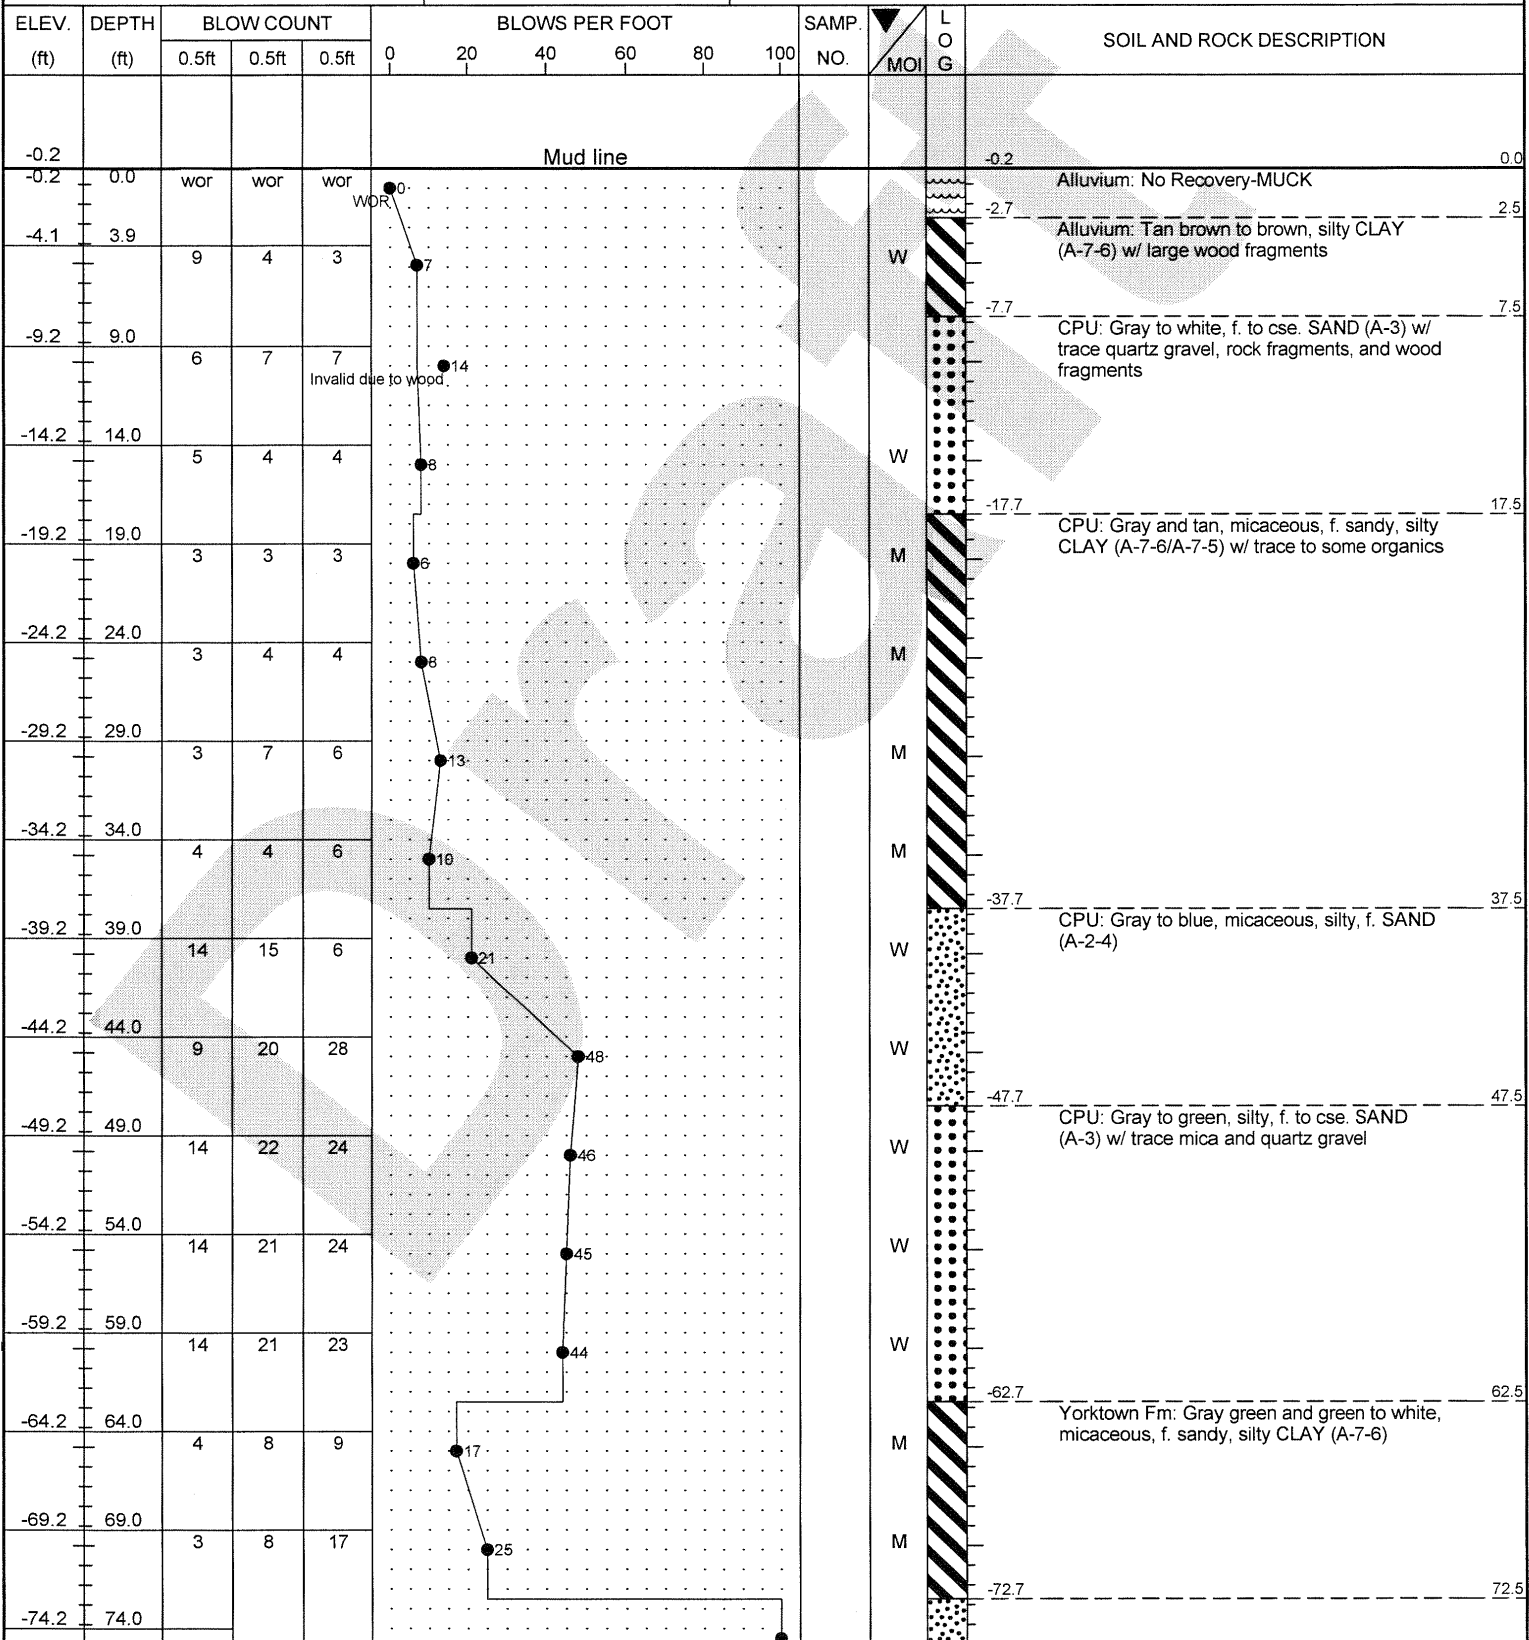 ELEV. DEPTH BLOW COUNT BLOWS PER FOOT SAMP. L
O
G SOIL AND ROCK DESCRIPTION
(ft) (ft) 0.5ft 0.5ft 0.5ft 0 20 40 60 80 100 NO. MOI
-0.2 Mud line -0.2 0.0
-0.2 0.0 wor wor wor 0 Alluvium: No Recovery-MUCK
WOR
-2.7 2.5
-4.1 3.9 Alluvium: Tan brown to brown, silty CLAY
9 4 3 7 W (A-7-6) w/ large wood fragments
-7.7 7.5
-9.2 9.0 CPU: Gray to white, f. to cse. SAND (A-3) w/
6 7 7 14 trace quartz gravel, rock fragments, and wood
Invalid due to wood fragments
-14.2 14.0
5 4 4 8 W
-17.7 17.5
-19.2 19.0 CPU: Gray and tan, micaceous, f. sandy, silty
3 3 3 6 M CLAY (A-7-6/A-7-5) w/ trace to some organics
-24.2 24.0
3 4 4 8 M
-29.2 29.0
3 7 6 13 M
-34.2 34.0
4 4 6 10 M
-37.7 37.5
-39.2 39.0 CPU: Gray to blue, micaceous, silty, f. SAND
14 15 6 21 W (A-2-4)
-44.2 44.0
9 20 28 48 W
-47.7 47.5
-49.2 49.0 CPU: Gray to green, silty, f. to cse. SAND
14 22 24 46 W (A-3) w/ trace mica and quartz gravel
-54.2 54.0
14 21 24 45 W
-59.2 59.0
14 21 23 44 W
-62.7 62.5
-64.2 64.0 Yorktown Fm: Gray green and green to white,
4 8 9 17 M micaceous, f. sandy, silty CLAY (A-7-6)
-69.2 69.0
3 8 17 25 M
-72.7 72.5
-74.2 74.0
Draft